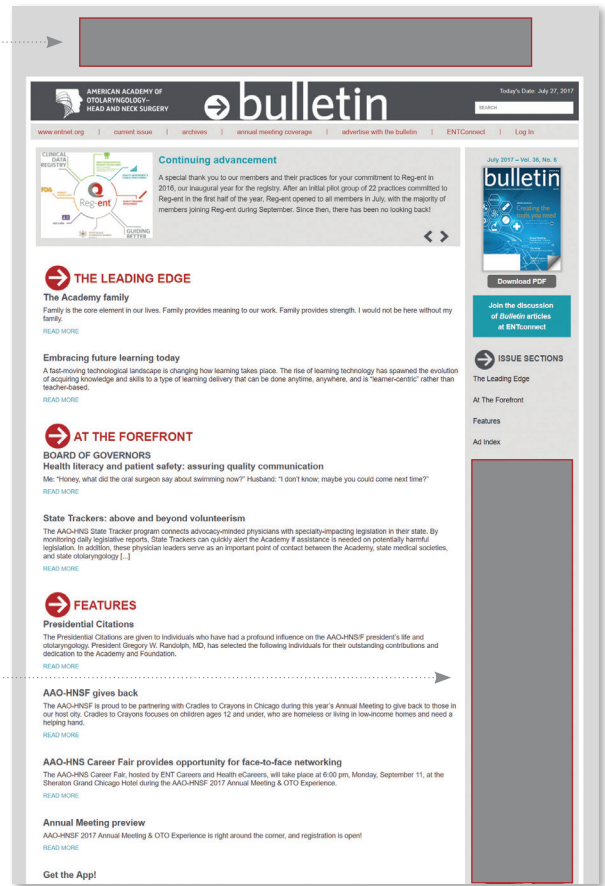 AMERICAN ACADEMY OF
OTOLARYNGOLOGY–
HEAD AND NECK SURGERY
bulletin
Today's Date: July 27, 2017
SEARCH
www.entnet.org | current issue | archives | annual meeting coverage | advertise with the bulletin | ENTConnect | Log In
CLINICAL
DATA
REGISTRY
FDA
Reg-ent
GUIDING
BETTER
Continuing advancement
A special thank you to our members and their practices for your commitment to Reg-ent in
2016, our inaugural year for the registry. After an initial pilot group of 22 practices committed to
Reg-ent in the first half of the year, Reg-ent opened to all members in July, with the majority of
members joining Reg-ent during September. Since then, there has been no looking back!
July 2017 – Vol. 36, No. 6
bulletin
Creating the
tools you need
Download PDF
Join the discussion
of Bulletin articles
at ENTconnect
ISSUE SECTIONS
The Leading Edge
At The Forefront
Features
Ad Index
THE LEADING EDGE
The Academy family
Family is the core element in our lives. Family provides meaning to our work. Family provides strength. I would not be here without my
family.
READ MORE
Embracing future learning today
A fast-moving technological landscape is changing how learning takes place. The rise of learning technology has spawned the evolution
of acquiring knowledge and skills to a type of learning delivery that can be done anytime, anywhere, and is "learner-centric" rather than
teacher-based.
READ MORE
AT THE FOREFRONT
BOARD OF GOVERNORS
Health literacy and patient safety: assuring quality communication
Me: "Honey, what did the oral surgeon say about swimming now?" Husband: "I don't know; maybe you could come next time?"
READ MORE
State Trackers: above and beyond volunteerism
The AAO-HNS State Tracker program connects advocacy-minded physicians with specialty-impacting legislation in their state. By
monitoring daily legislative reports, State Trackers can quickly alert the Academy if assistance is needed on potentially harmful
legislation. In addition, these physician leaders serve as an important point of contact between the Academy, state medical societies,
and state otolaryngology [...]
READ MORE
FEATURES
Presidential Citations
The Presidential Citations are given to individuals who have had a profound influence on the AAO-HNS/F president's life and
otolaryngology. President Gregory W. Randolph, MD, has selected the following individuals for their outstanding contributions and
dedication to the Academy and Foundation.
READ MORE
AAO-HNSF gives back
The AAO-HNSF is proud to be partnering with Cradles to Crayons in Chicago during this year's Annual Meeting to give back to those in
our host city. Cradles to Crayons focuses on children ages 12 and under, who are homeless or living in low-income homes and need a
helping hand.
READ MORE
AAO-HNS Career Fair provides opportunity for face-to-face networking
The AAO-HNS Career Fair, hosted by ENT Careers and Health eCareers, will take place at 6:00 pm, Monday, September 11, at the
Sheraton Grand Chicago Hotel during the AAO-HNSF 2017 Annual Meeting & OTO Experience.
READ MORE
Annual Meeting preview
AAO-HNSF 2017 Annual Meeting & OTO Experience is right around the corner, and registration is open!
READ MORE
Get the App!